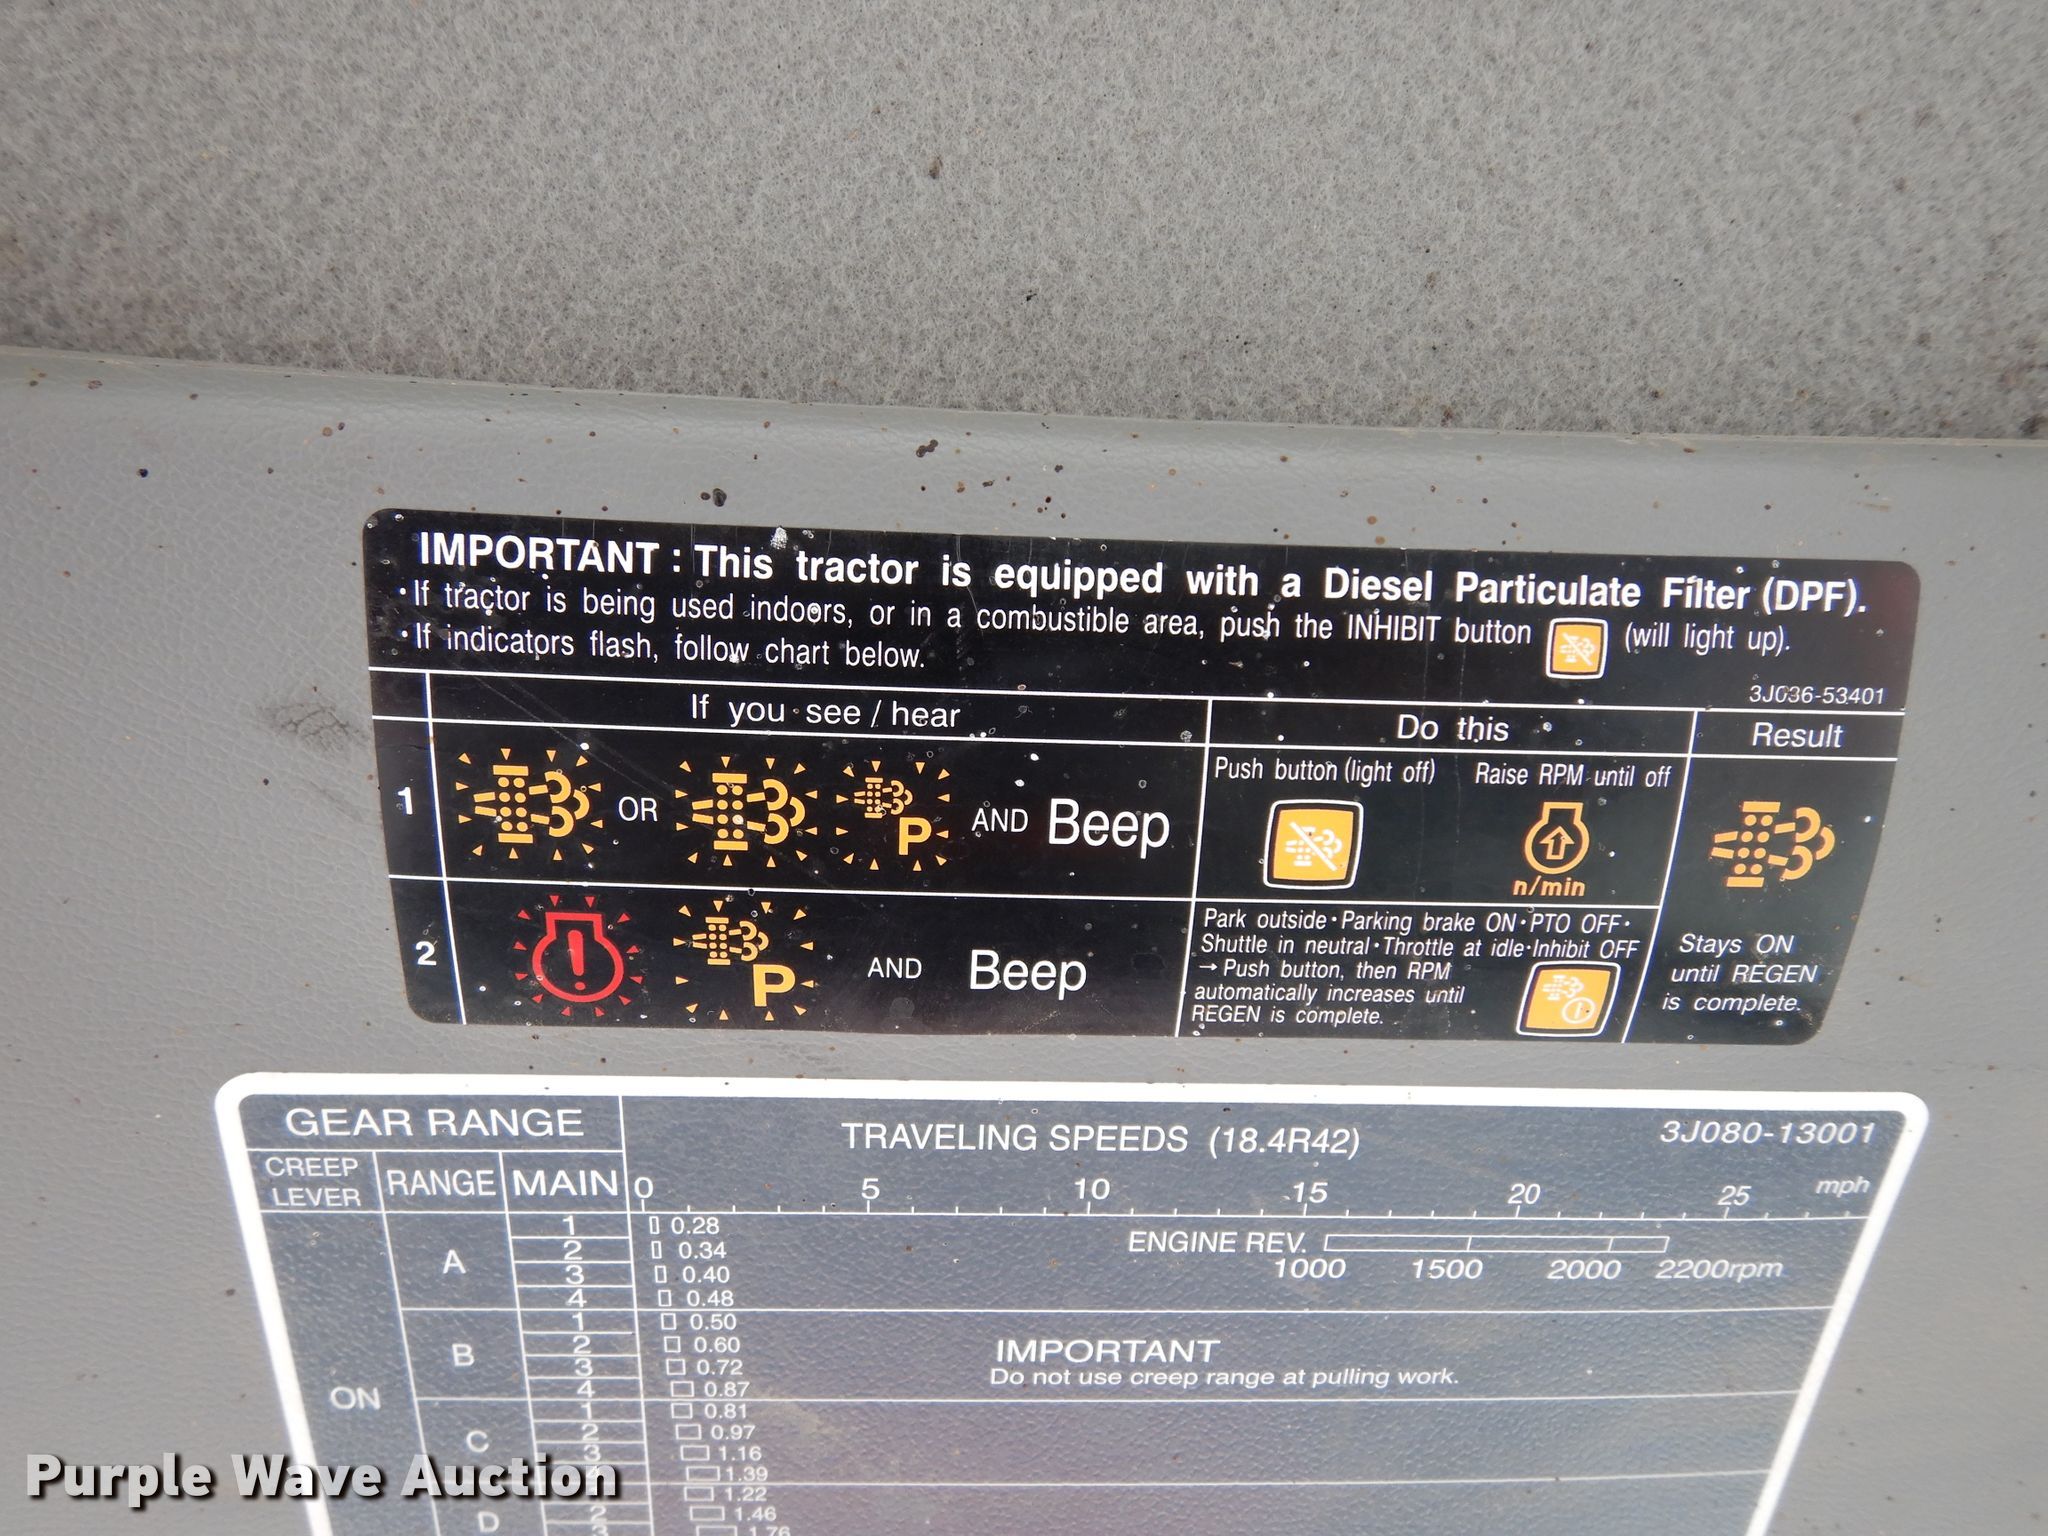 IMPORTANT : This tractor is equipped with a Diesel Particulate Filter (DPF).
・If tractor is being used indoors, or in a combustible area, push the INHIBIT button (will light up).
・If indicators flash, follow chart below.
3J036-53401
If you see / hear
Do this
Result
1
OR
P
AND
Beep
Push button (light off)
Raise RPM until off
n/min
2
P
AND
Beep
Park outside・Parking brake ON・PTO OFF・
Shuttle in neutral・Throttle at idle・Inhibit OFF
→ Push button, then RPM
automatically increases until
REGEN is complete.
Stays ON
until REGEN
is complete.
GEAR RANGE
TRAVELING SPEEDS (18.4R42)
3J080-13001
CREEP
LEVER
RANGE
MAIN
0 5 10 15 20 25 mph
ENGINE REV.
1000 1500 2000 2200rpm
ON
A
1 0.28
2 0.34
3 0.40
4 0.48
B
1 0.50
2 0.60
3 0.72
4 0.87
IMPORTANT
Do not use creep range at pulling work.
C
1 0.81
2 0.97
3 1.16
4 1.39
D
1.22
2 1.46
3 1.76
Purple Wave Auction